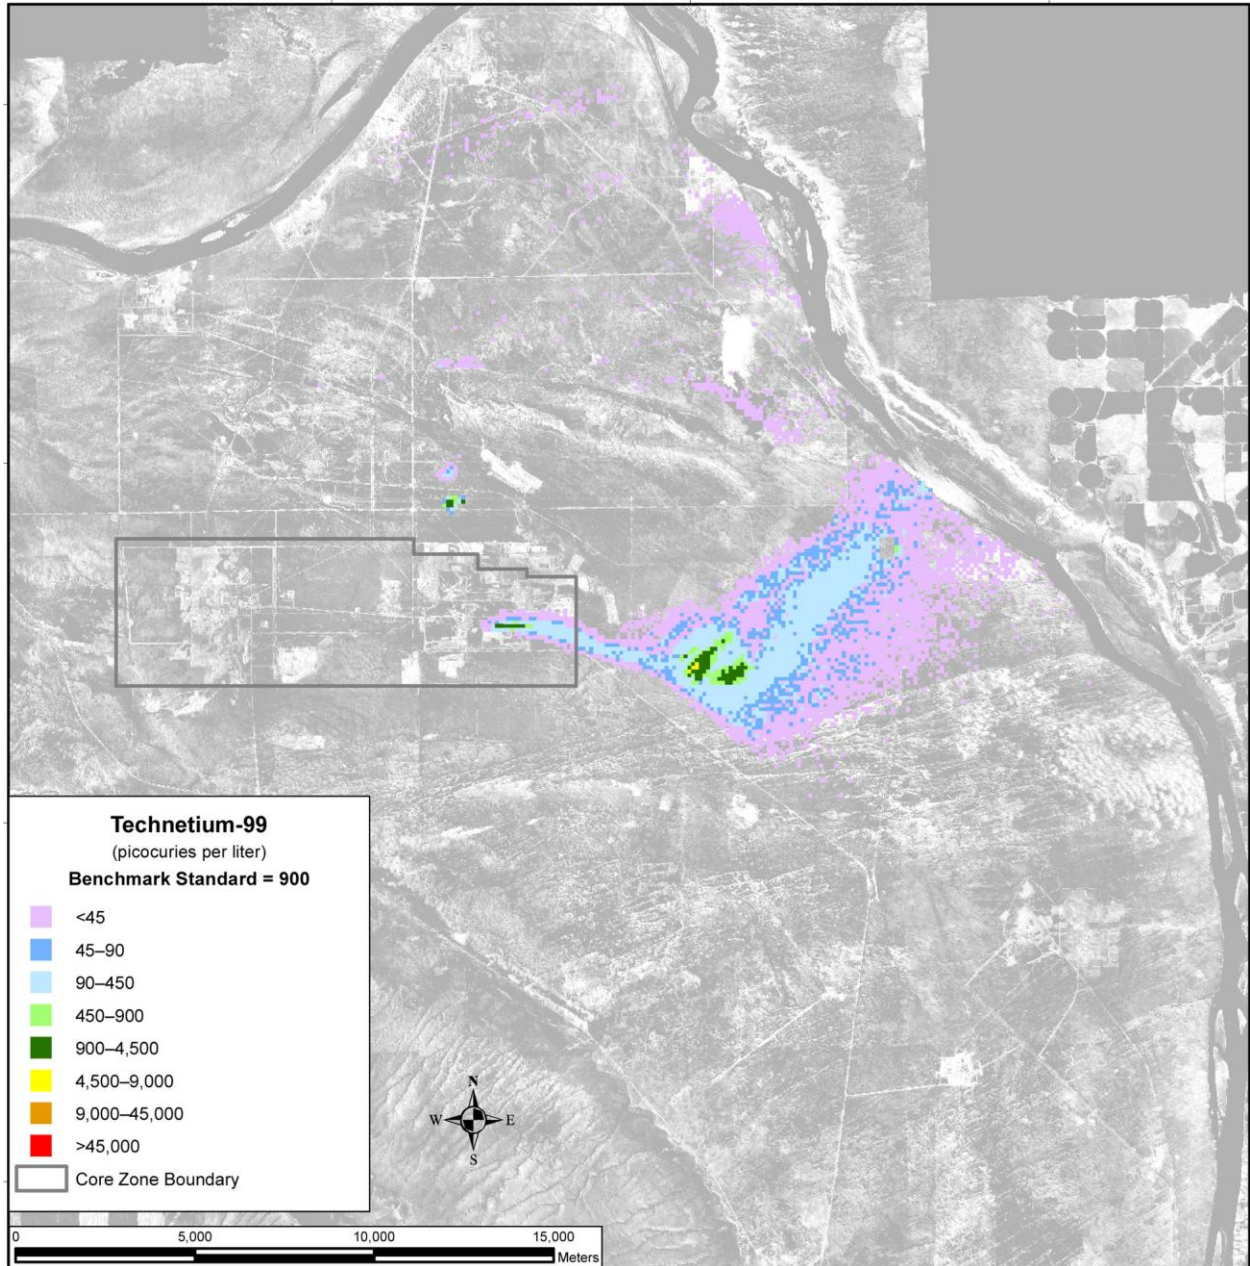 Technetium-99
(picocuries per liter)
Benchmark Standard = 900
<45
45–90
90–450
450–900
900–4,500
4,500–9,000
9,000–45,000
>45,000
Core Zone Boundary
N
W E
S
0 5,000 10,000 15,000
Meters